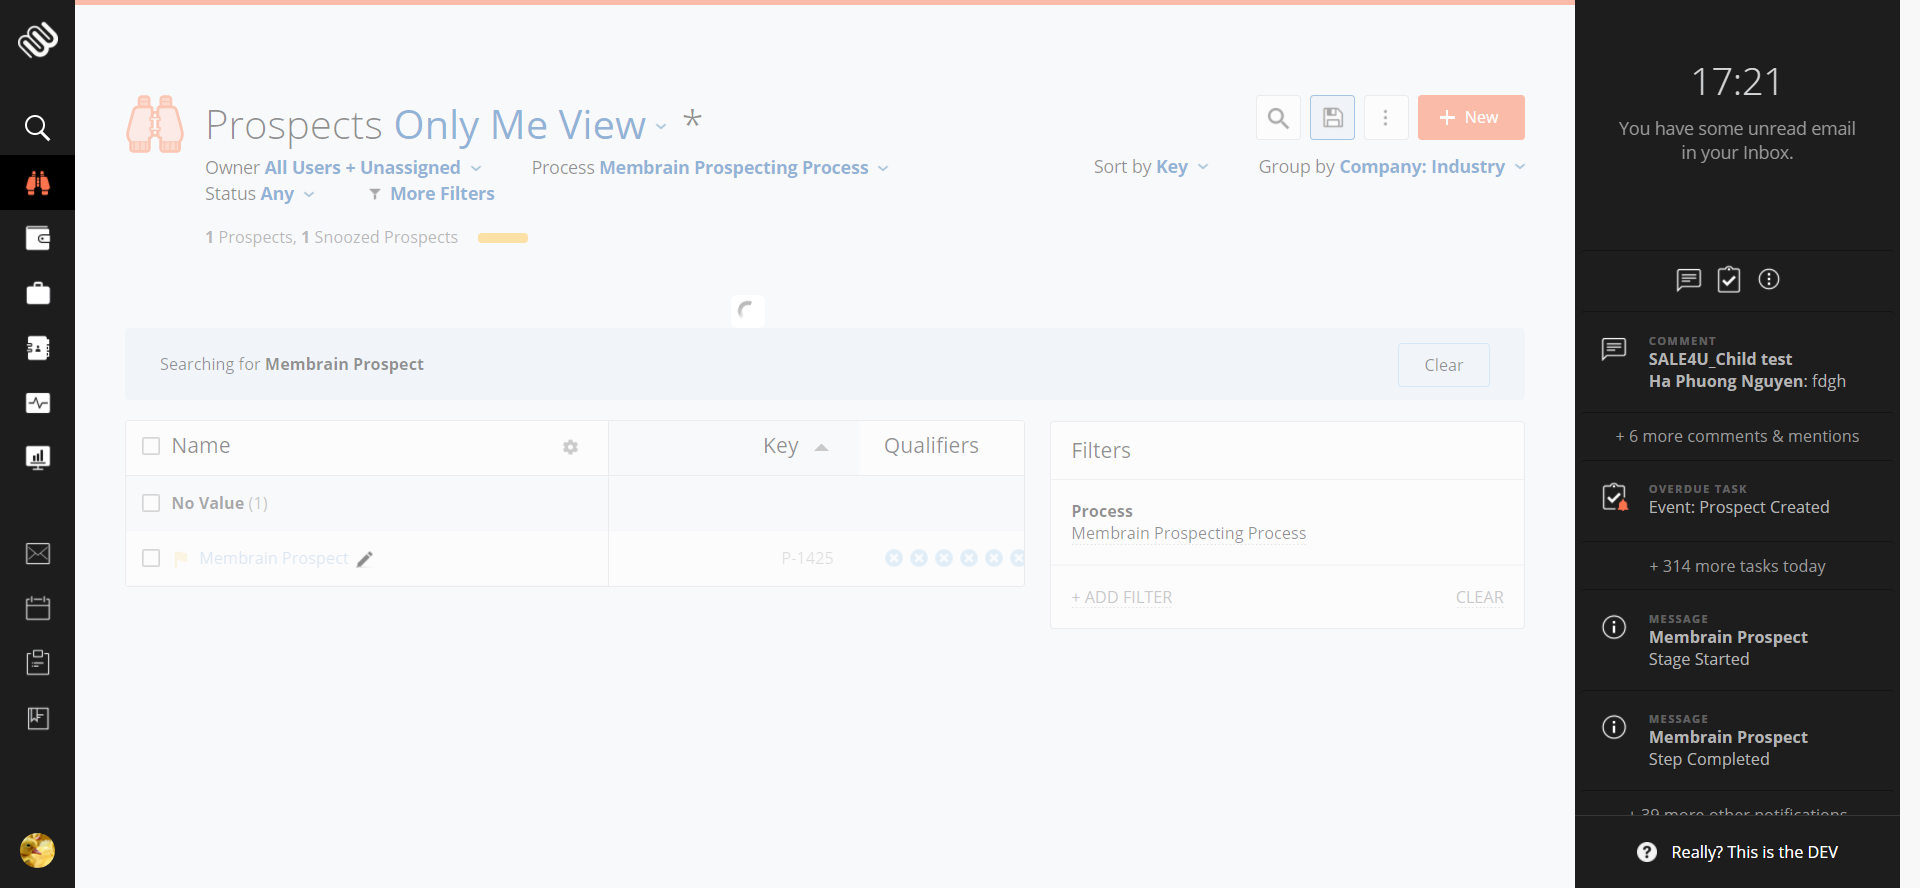 Prospects Only Me View *
New
Owner All Users + Unassigned
Process Membrain Prospecting Process
Sort by Key
Group by Company: Industry
Status Any
More Filters
1 Prospects, 1 Snoozed Prospects
Searching for Membrain Prospect
Clear
Name
Key
Qualifiers
No Value (1)
Membrain Prospect
P-1425
Filters
Process
Membrain Prospecting Process
+ ADD FILTER
CLEAR
17:21
You have some unread email
in your Inbox.
COMMENT
SALE4U_Child test
Ha Phuong Nguyen: fdgh
+ 6 more comments & mentions
OVERDUE TASK
Event: Prospect Created
+ 314 more tasks today
MESSAGE
Membrain Prospect
Stage Started
MESSAGE
Membrain Prospect
Step Completed
+ 39 more other notifications
Really? This is the DEV